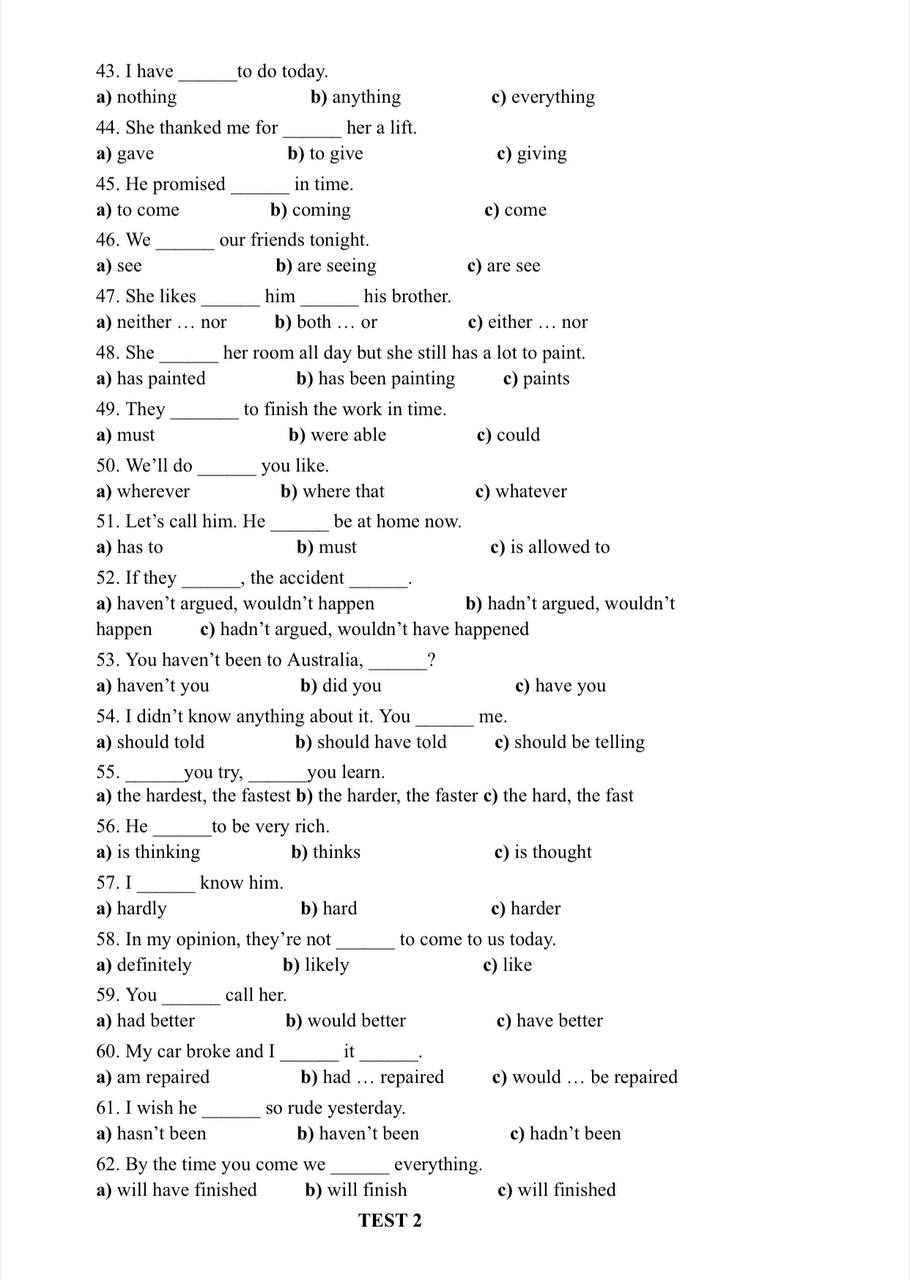 43. I have ______to do today.
a) nothing b) anything c) everything
44. She thanked me for ______ her a lift.
a) gave b) to give c) giving
45. He promised ______ in time.
a) to come b) coming c) come
46. We ______ our friends tonight.
a) see b) are seeing c) are see
47. She likes ______ him ______ his brother.
a) neither … nor b) both … or c) either … nor
48. She ______ her room all day but she still has a lot to paint.
a) has painted b) has been painting c) paints
49. They _______ to finish the work in time.
a) must b) were able c) could
50. We’ll do ______ you like.
a) wherever b) where that c) whatever
51. Let’s call him. He ______ be at home now.
a) has to b) must c) is allowed to
52. If they ______, the accident ______.
a) haven’t argued, wouldn’t happen b) hadn’t argued, wouldn’t
happen c) hadn’t argued, wouldn’t have happened
53. You haven’t been to Australia, ______?
a) haven’t you b) did you c) have you
54. I didn’t know anything about it. You ______ me.
a) should told b) should have told c) should be telling
55. ______you try, ______you learn.
a) the hardest, the fastest b) the harder, the faster c) the hard, the fast
56. He ______to be very rich.
a) is thinking b) thinks c) is thought
57. I ______ know him.
a) hardly b) hard c) harder
58. In my opinion, they’re not ______ to come to us today.
a) definitely b) likely c) like
59. You ______ call her.
a) had better b) would better c) have better
60. My car broke and I ______ it ______.
a) am repaired b) had … repaired c) would … be repaired
61. I wish he ______ so rude yesterday.
a) hasn’t been b) haven’t been c) hadn’t been
62. By the time you come we ______ everything.
a) will have finished b) will finish c) will finished
TEST 2